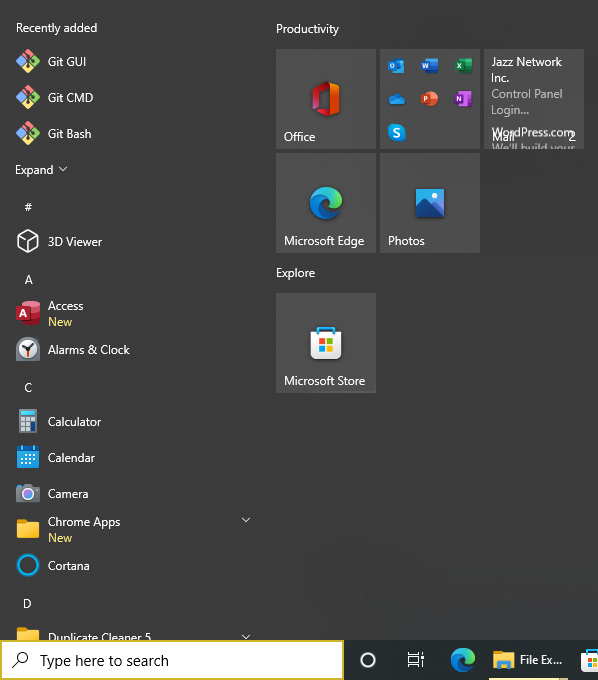 Recently added
Git GUI
Git CMD
Git Bash
Expand
#
3D Viewer
A
Access
New
Alarms & Clock
C
Calculator
Calendar
Camera
Chrome Apps
New
Cortana
D
Duplicate Cleaner 5
Productivity
Office
Jazz Network
Inc.
Control Panel
Login...
WordPress.com
We'll build your
Mail 2
Microsoft Edge
Photos
Explore
Microsoft Store
Type here to search
File Ex...